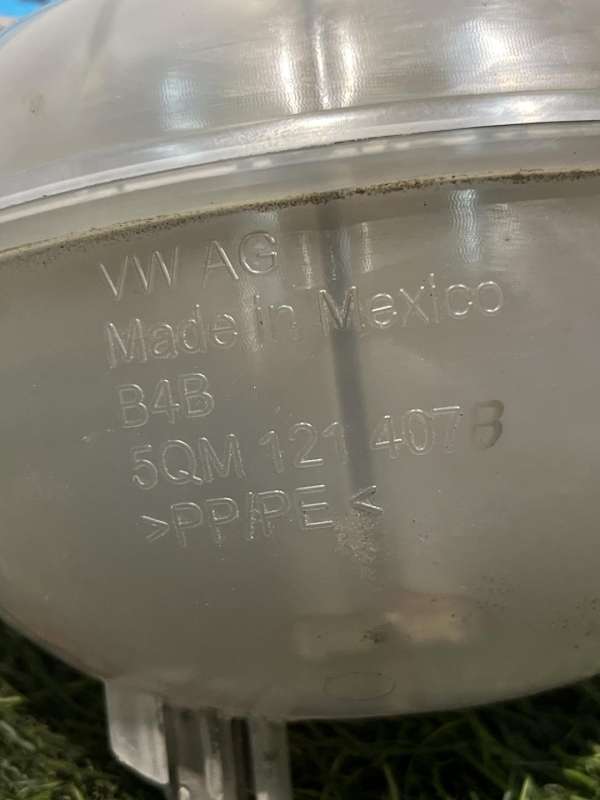 VW AG
Made in Mexico
B4B
5QM 121 407 B
>PP/PE<